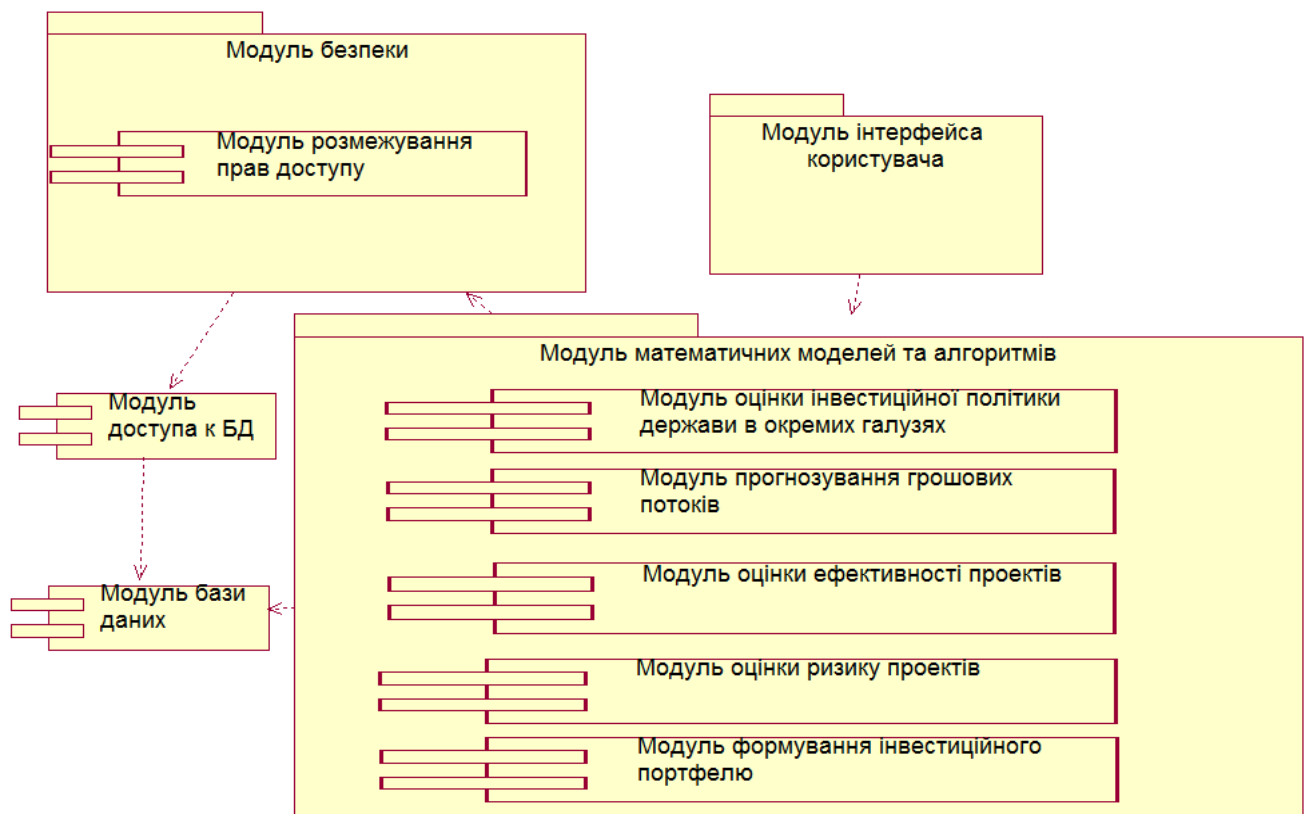 Модуль безпеки
Модуль розмежування
прав доступу
Модуль інтерфейса
користувача
Модуль математичних моделей та алгоритмів
Модуль оцінки інвестиційної політики
держави в окремих галузях
Модуль прогнозування грошових
потоків
Модуль оцінки ефективності проектів
Модуль оцінки ризику проектів
Модуль формування інвестиційного
портфелю
Модуль
доступа к БД
Модуль бази
даних